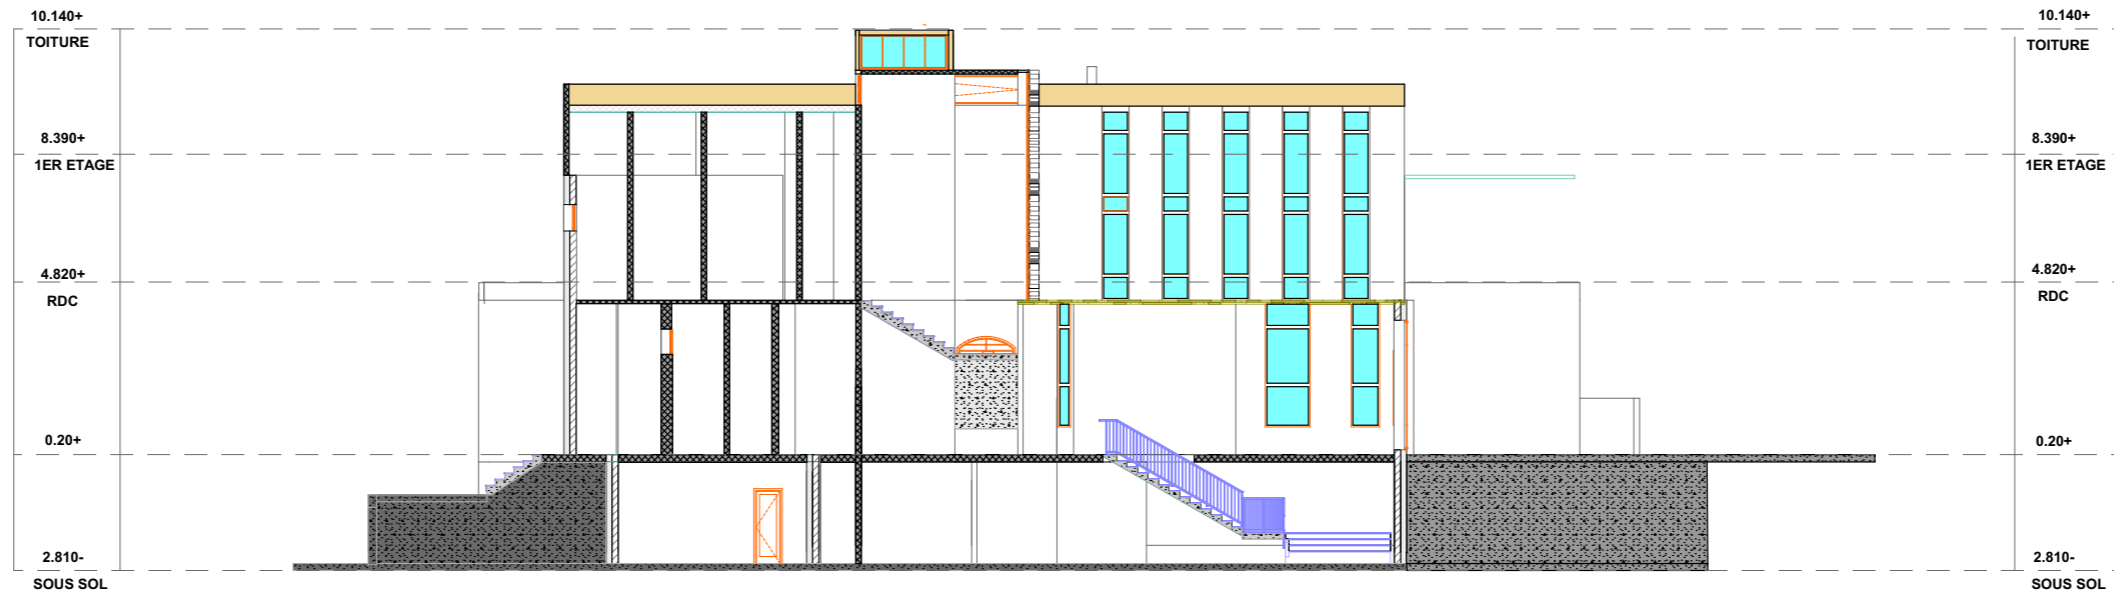 10.140+ 10.140+
TOITURE TOITURE
8.390+ 8.390+
1ER ETAGE 1ER ETAGE
4.820+ 4.820+
RDC RDC
0.20+ 0.20+
2.810- 2.810-
SOUS SOL SOUS SOL